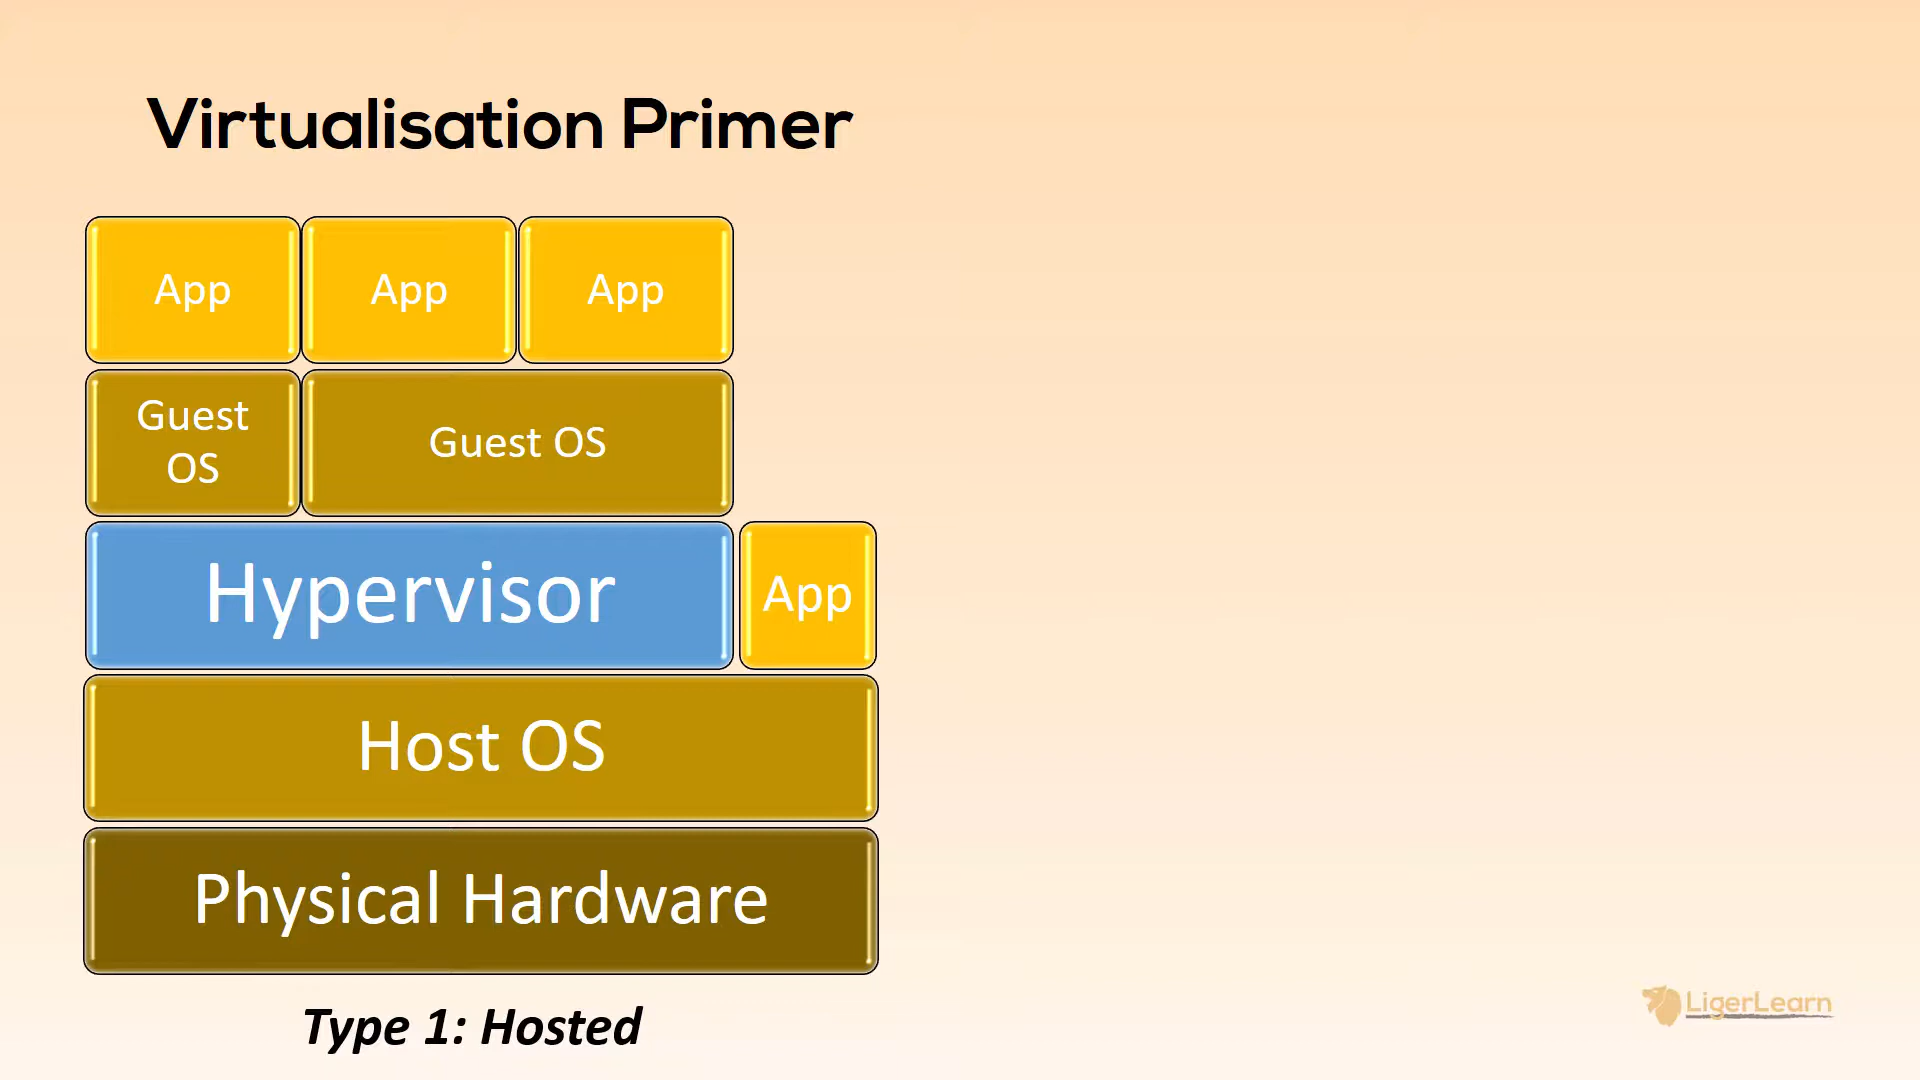 Virtualisation Primer
App App App
Guest
OS
Guest OS
Hypervisor
App
Host OS
Physical Hardware
Type 1: Hosted
LigerLearn